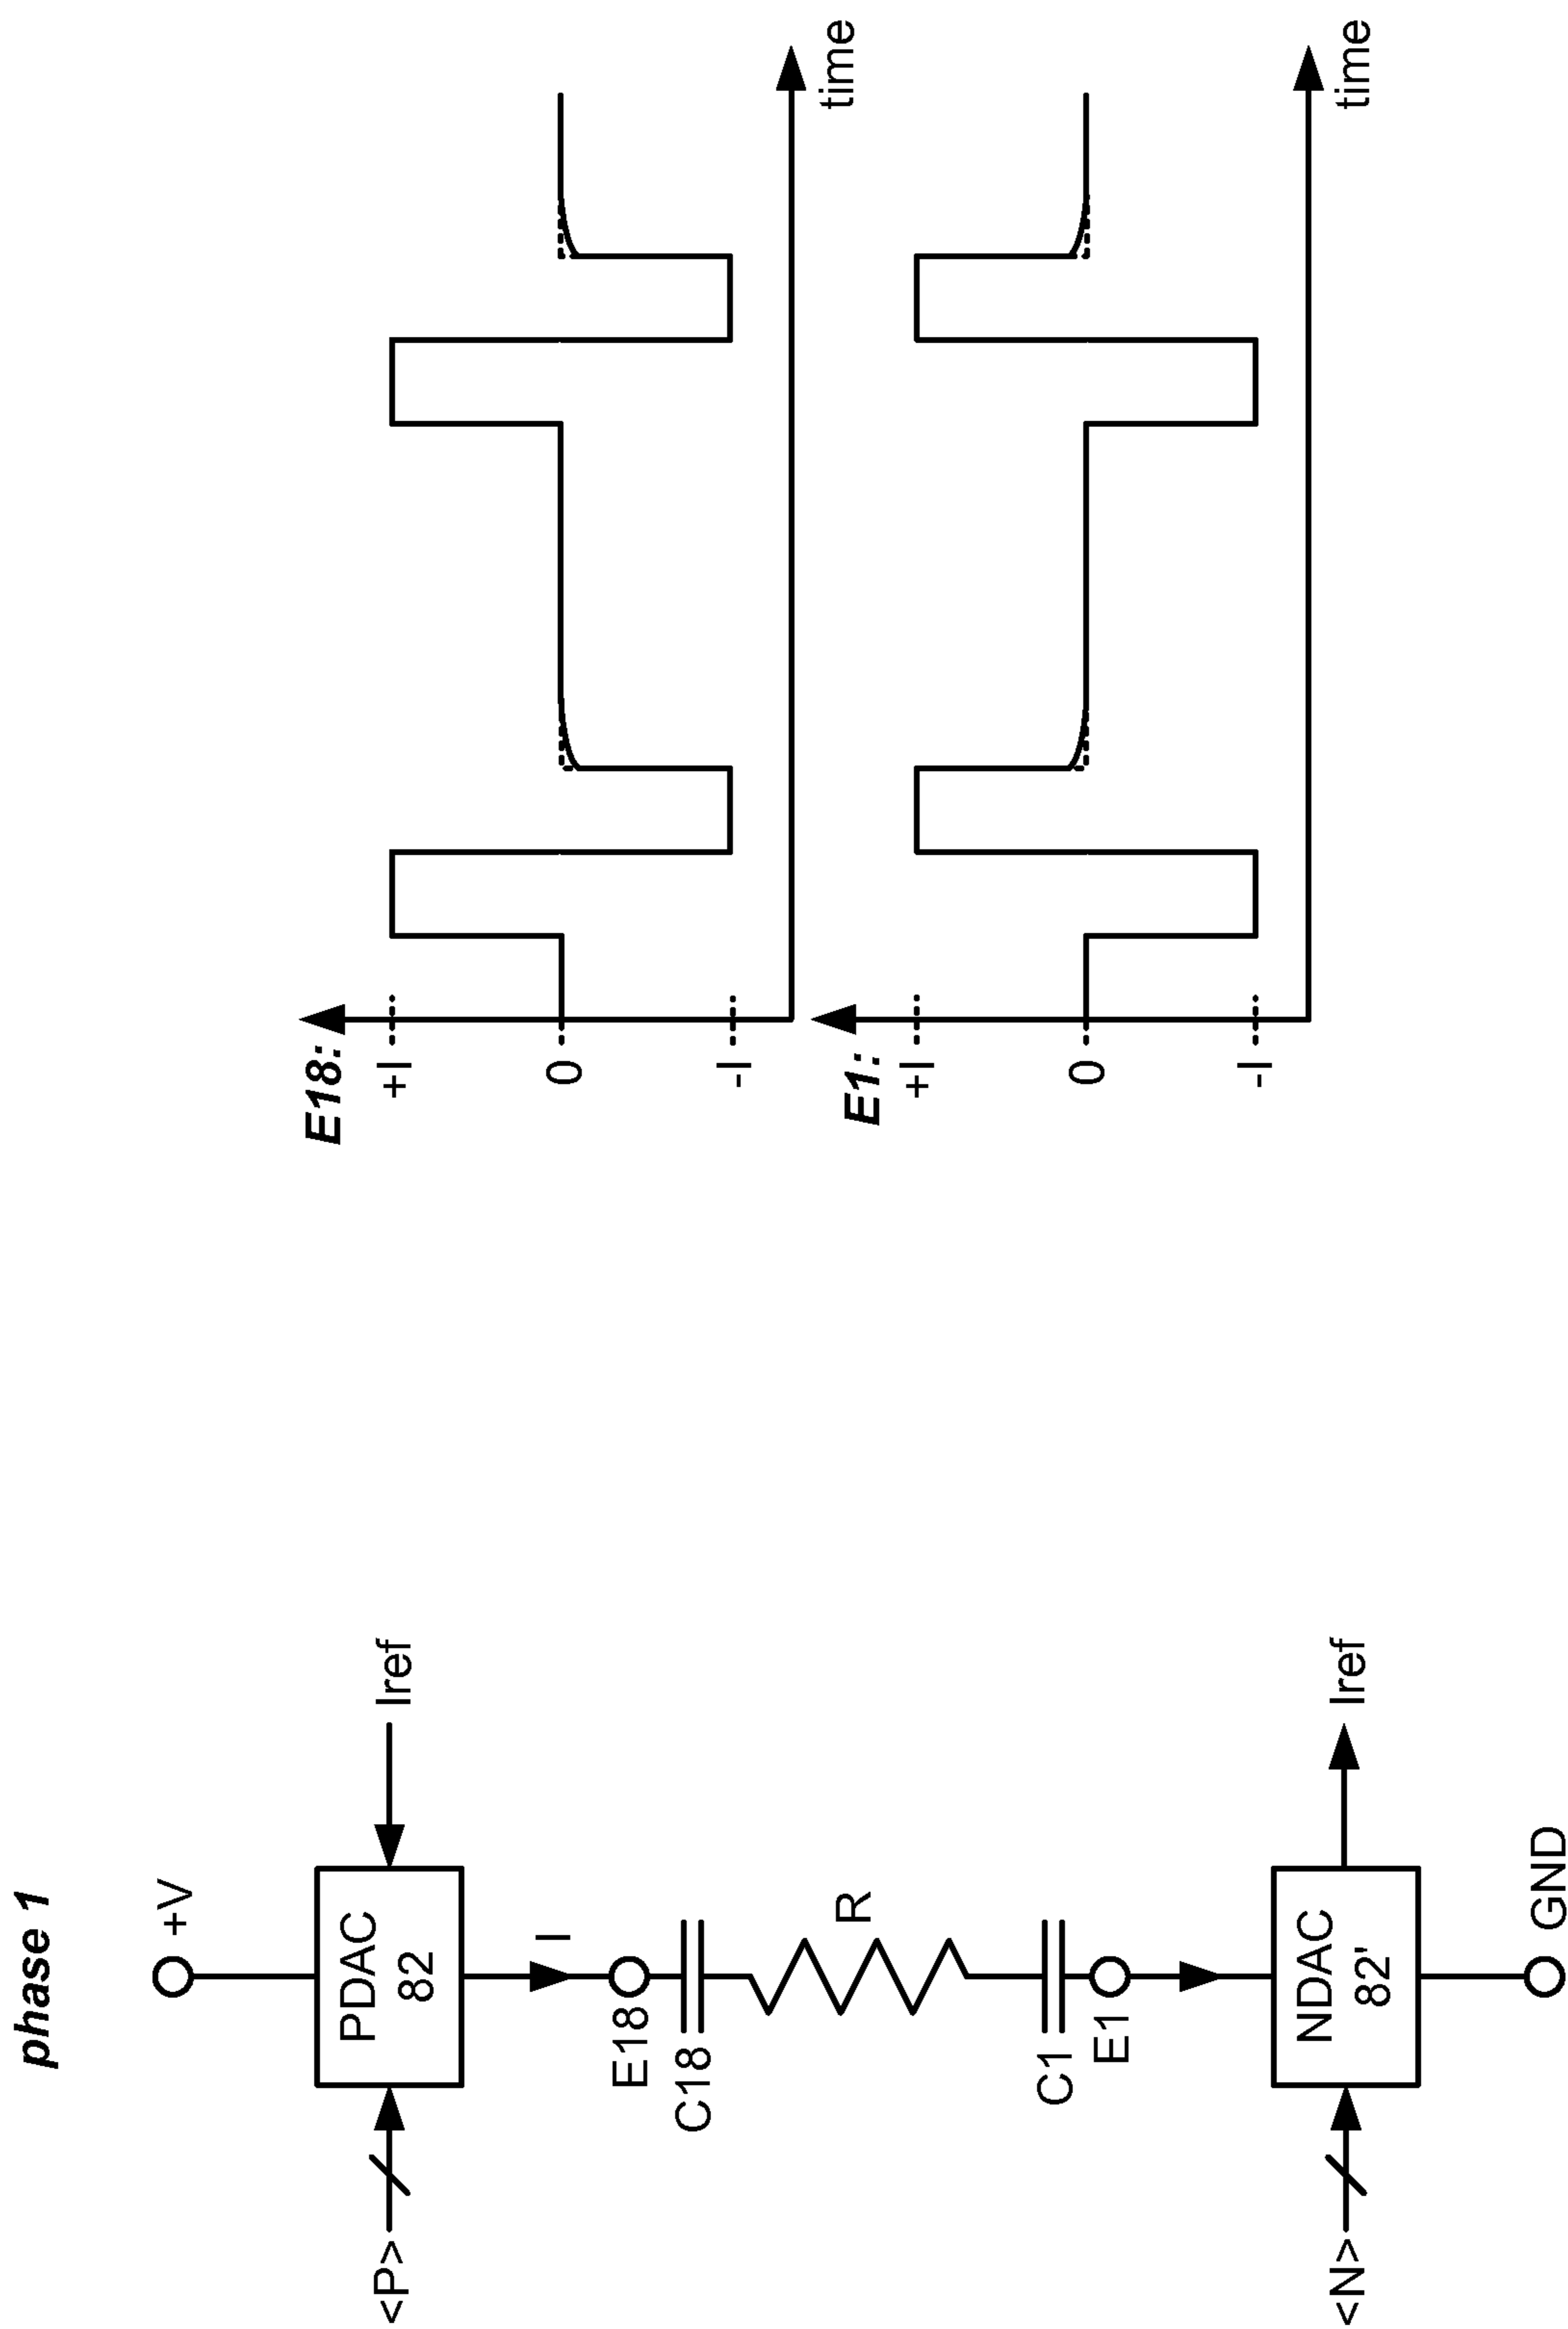 phase 1
+V
<P>
PDAC
82
Iref
I
E18
C18
R
C1
E1
<N>
NDAC
82'
Iref
GND
E18:
+I
0
-I
time
E1:
+I
0
-I
time